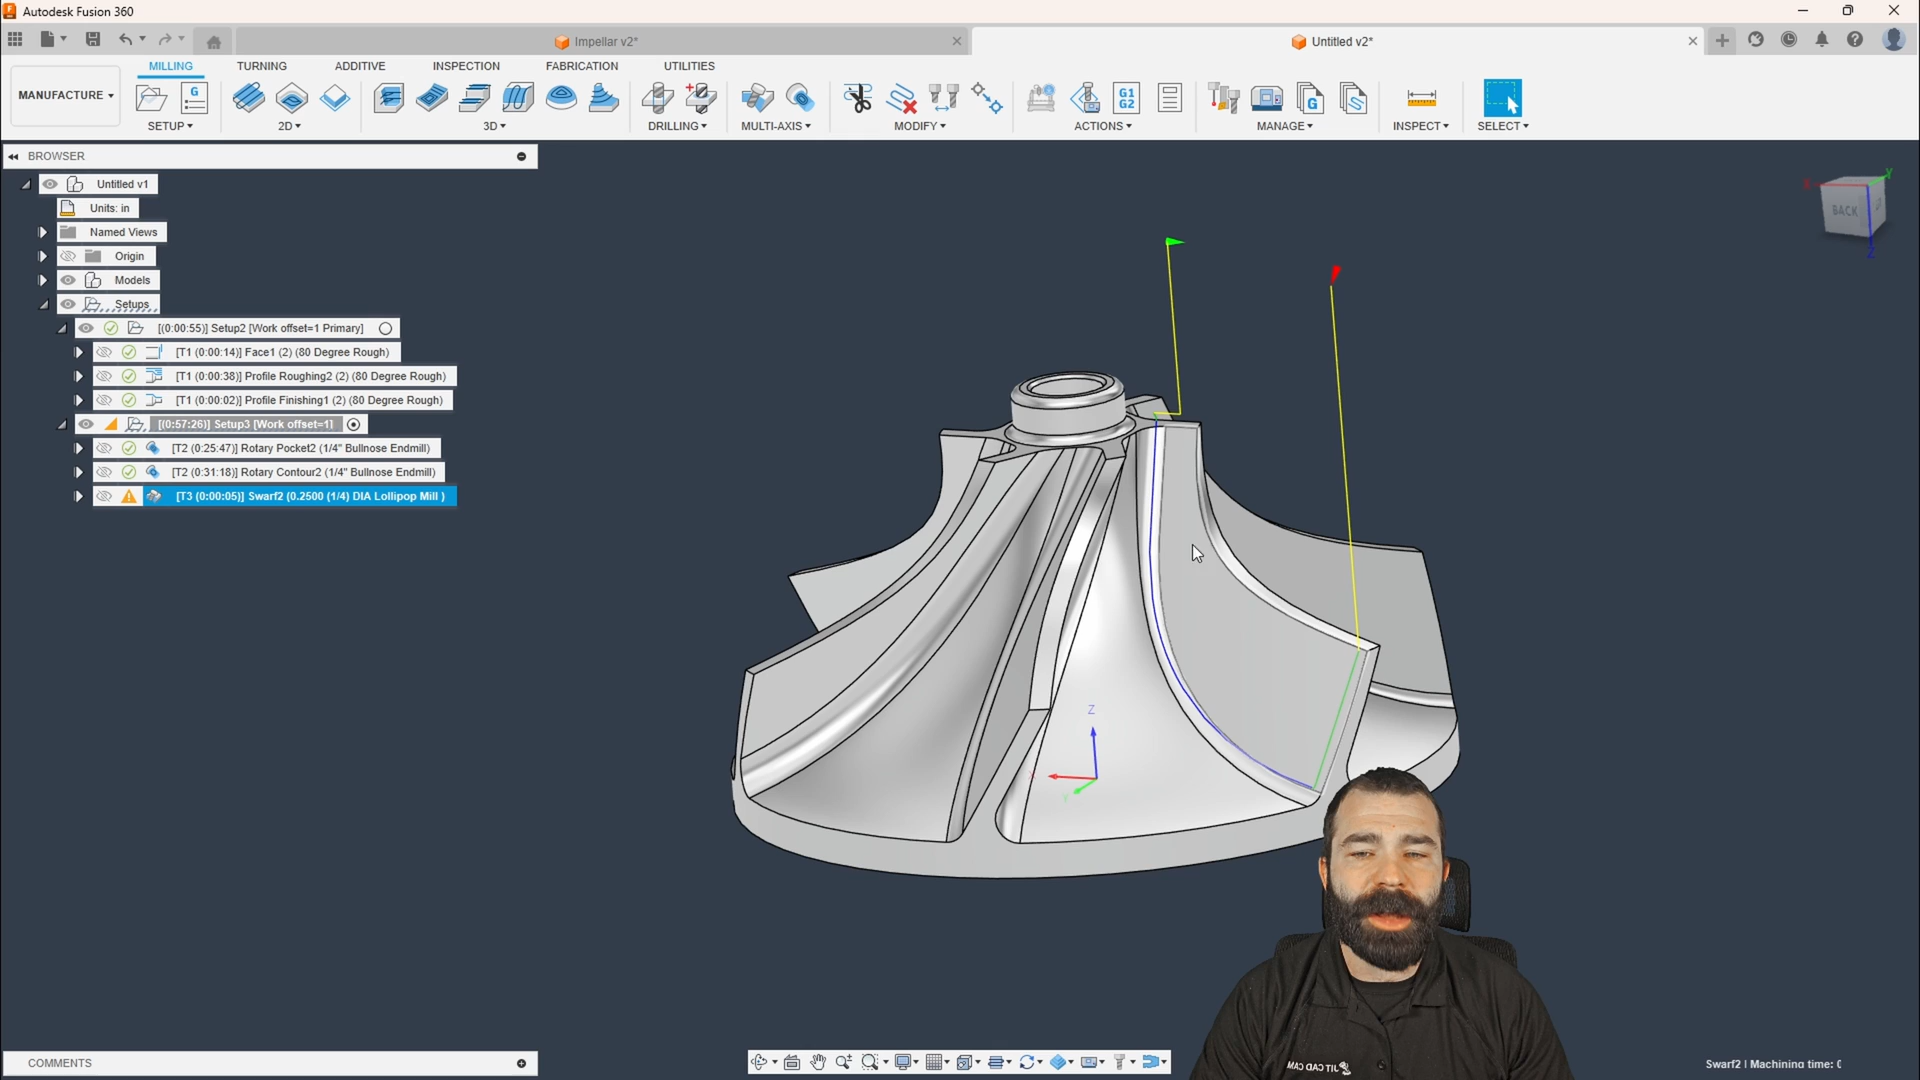 Autodesk Fusion 360
Impellar v2*
Untitled v2*
MANUFACTURE
MILLING
TURNING
ADDITIVE
INSPECTION
FABRICATION
UTILITIES
G
G1
G2
G
SETUP
2D
3D
DRILLING
MULTI-AXIS
MODIFY
ACTIONS
MANAGE
INSPECT
SELECT
BROWSER
Untitled v1
Units: in
Named Views
Origin
Models
Setups
[(0:00:55)] Setup2 [Work offset=1 Primary]
[T1 (0:00:14)] Face1 (2) (80 Degree Rough)
[T1 (0:00:38)] Profile Roughing2 (2) (80 Degree Rough)
[T1 (0:00:02)] Profile Finishing1 (2) (80 Degree Rough)
[(0:57:26)] Setup3 [Work offset=1]
[T2 (0:25:47)] Rotary Pocket2 (1/4" Bullnose Endmill)
[T2 (0:31:18)] Rotary Contour2 (1/4" Bullnose Endmill)
[T3 (0:00:05)] Swarf2 (0.2500 (1/4) DIA Lollipop Mill )
X
Y
BACK
Z
Z
X
Y
COMMENTS
Swarf2 | Machining time: 0